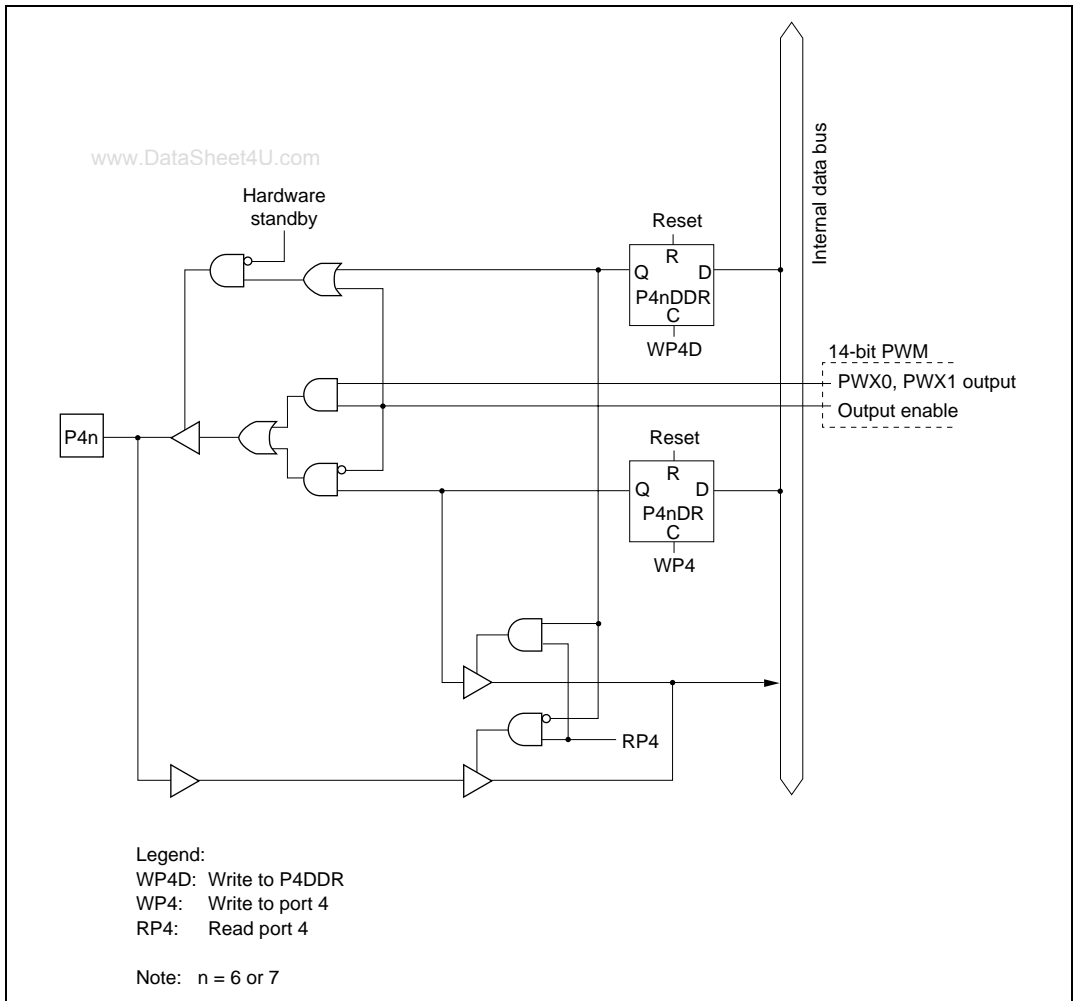 www.DataSheet4U.com
Internal data bus
Hardware
standby
Reset
R
Q D
P4nDDR
C
WP4D
14-bit PWM
PWX0, PWX1 output
Output enable
P4n
Reset
R
Q D
P4nDR
C
WP4
RP4
Legend:
WP4D: Write to P4DDR
WP4: Write to port 4
RP4: Read port 4
Note: n = 6 or 7